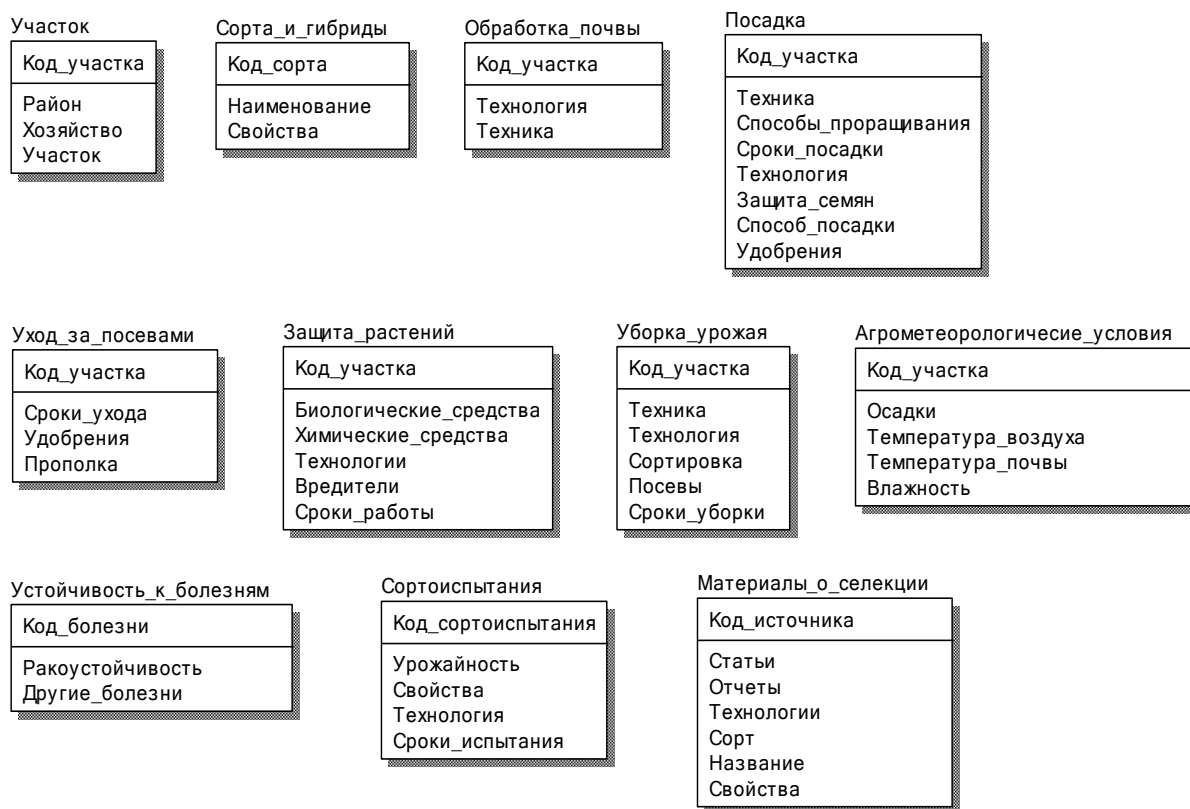 Участок
Код_участка
Район
Хозяйство
Участок
Сорта_и_гибриды
Код_сорта
Наименование
Свойства
Обработка_почвы
Код_участка
Технология
Техника
Посадка
Код_участка
Техника
Способы_проращивания
Сроки_посадки
Технология
Защита_семян
Способ_посадки
Удобрения
Уход_за_посевами
Код_участка
Сроки_ухода
Удобрения
Прополка
Защита_растений
Код_участка
Биологические_средства
Химические_средства
Технологии
Вредители
Сроки_работы
Уборка_урожая
Код_участка
Техника
Технология
Сортировка
Посевы
Сроки_уборки
Агрометеорологичесие_условия
Код_участка
Осадки
Температура_воздуха
Температура_почвы
Влажность
Устойчивость_к_болезням
Код_болезни
Ракоустойчивость
Другие_болезни
Сортоиспытания
Код_сортоиспытания
Урожайность
Свойства
Технология
Сроки_испытания
Материалы_о_селекции
Код_источника
Статьи
Отчеты
Технологии
Сорт
Название
Свойства